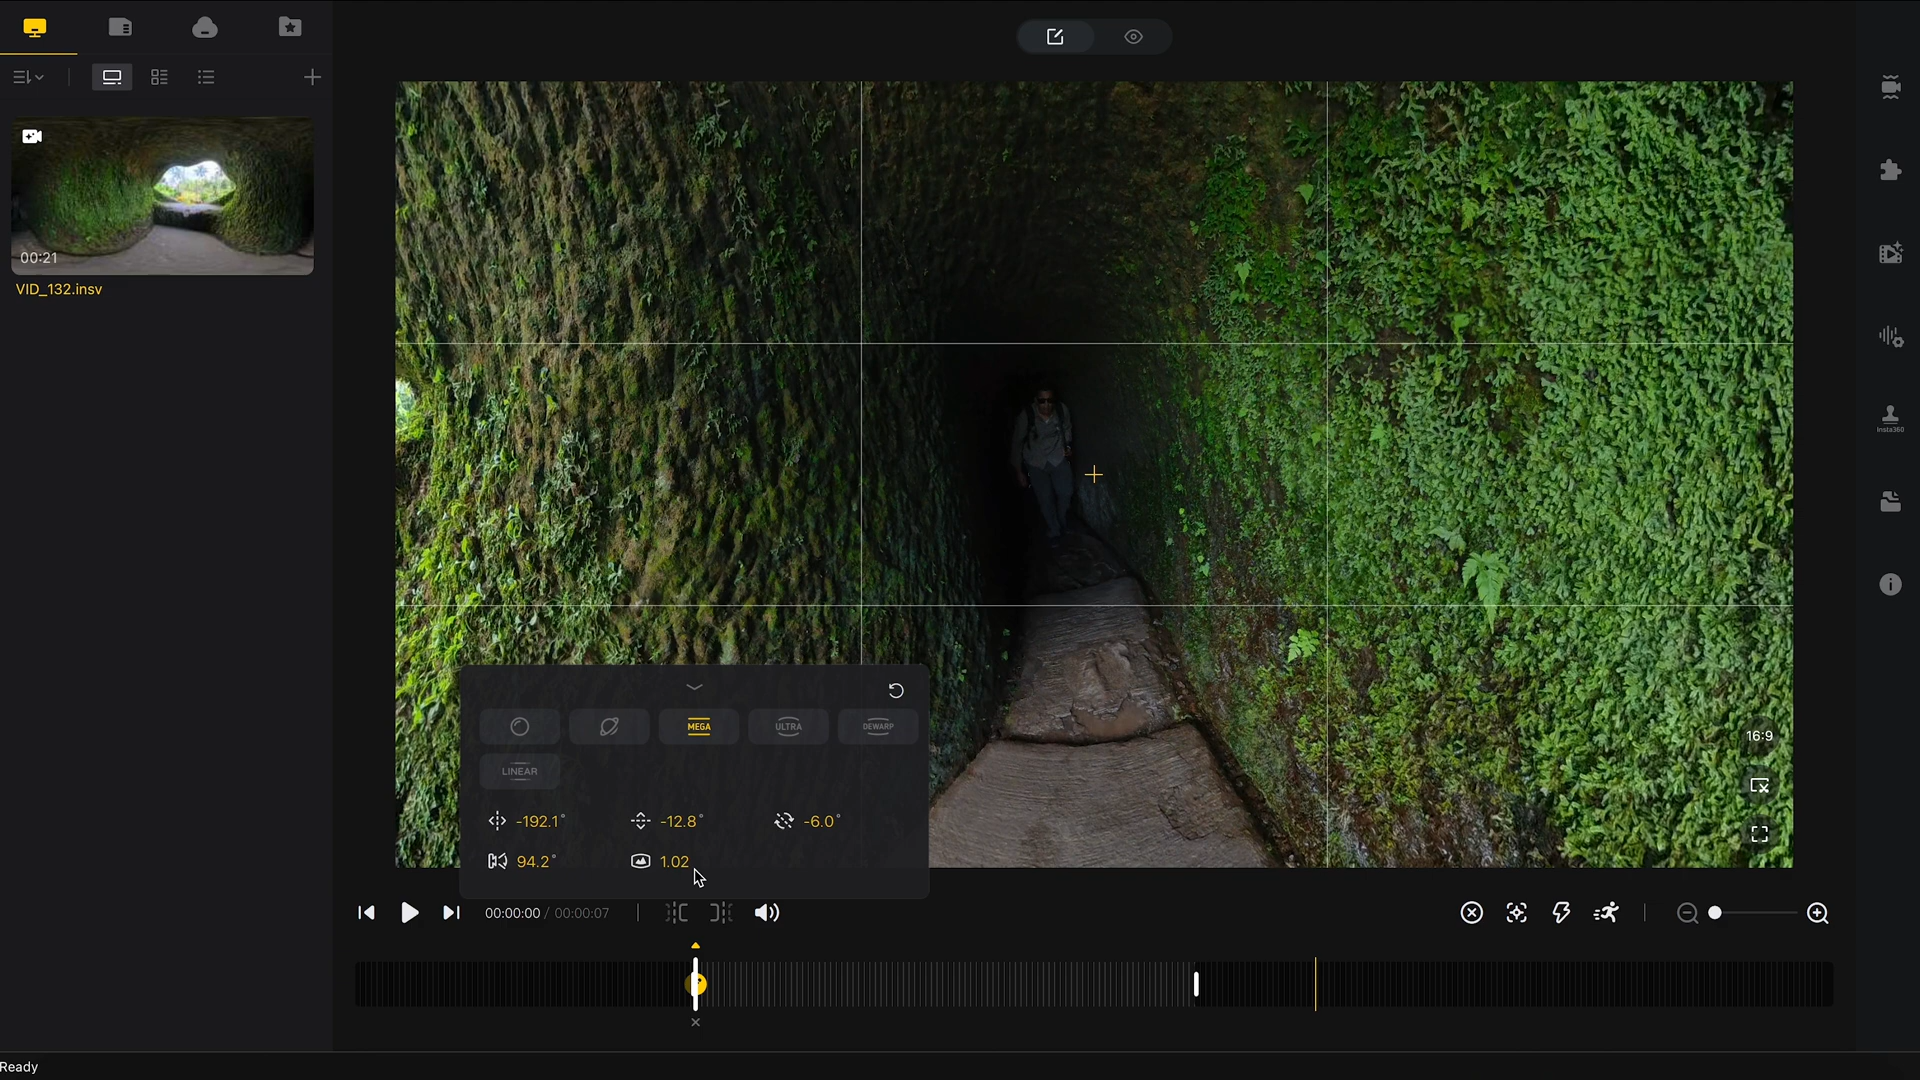 00:21
VID_132.insv
Insta360
MEGA
ULTRA
DEWARP
LINEAR
-192.1°
-12.8°
-6.0°
94.2°
1.02
16:9
00:00:00 / 00:00:07
Ready